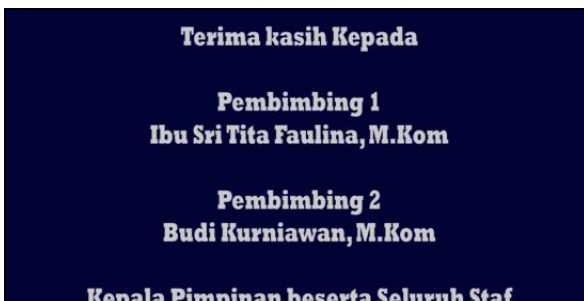 Terima kasih Kepada
Pembimbing 1
Ibu Sri Tita Faulina, M.Kom
Pembimbing 2
Budi Kurniawan, M.Kom
Kepala Pimpinan beserta Seluruh Staf